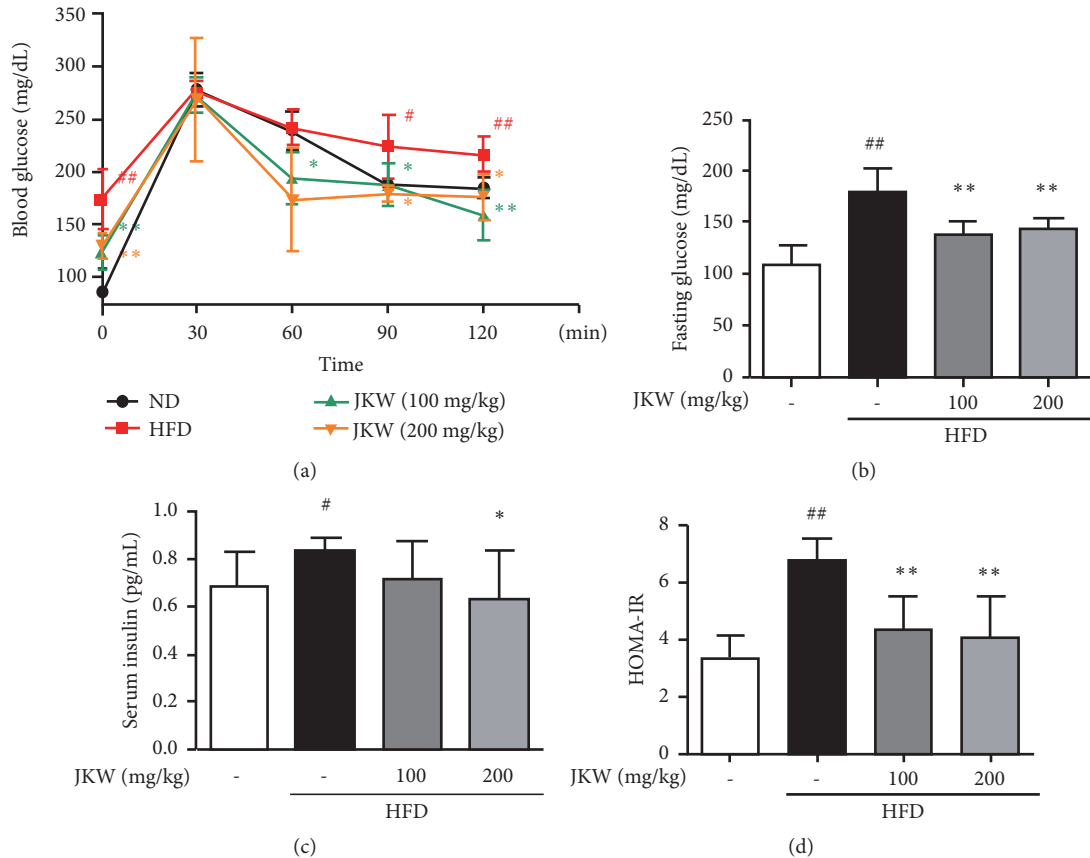 350
300
250
200
150
100
Blood glucose (mg/dL)
##
**
**
*
#
*
*
##
*
**
0 30 60 90 120 (min)
Time
ND
HFD
JKW (100 mg/kg)
JKW (200 mg/kg)
(a)
250
200
150
100
50
0
Fasting glucose (mg/dL)
##
**
**
JKW (mg/kg) - - 100 200
HFD
(b)
1.0
0.8
0.6
0.4
0.2
0.0
Serum insulin (pg/mL)
#
*
JKW (mg/kg) - - 100 200
HFD
(c)
8
6
4
2
0
HOMA-IR
##
**
**
JKW (mg/kg) - - 100 200
HFD
(d)